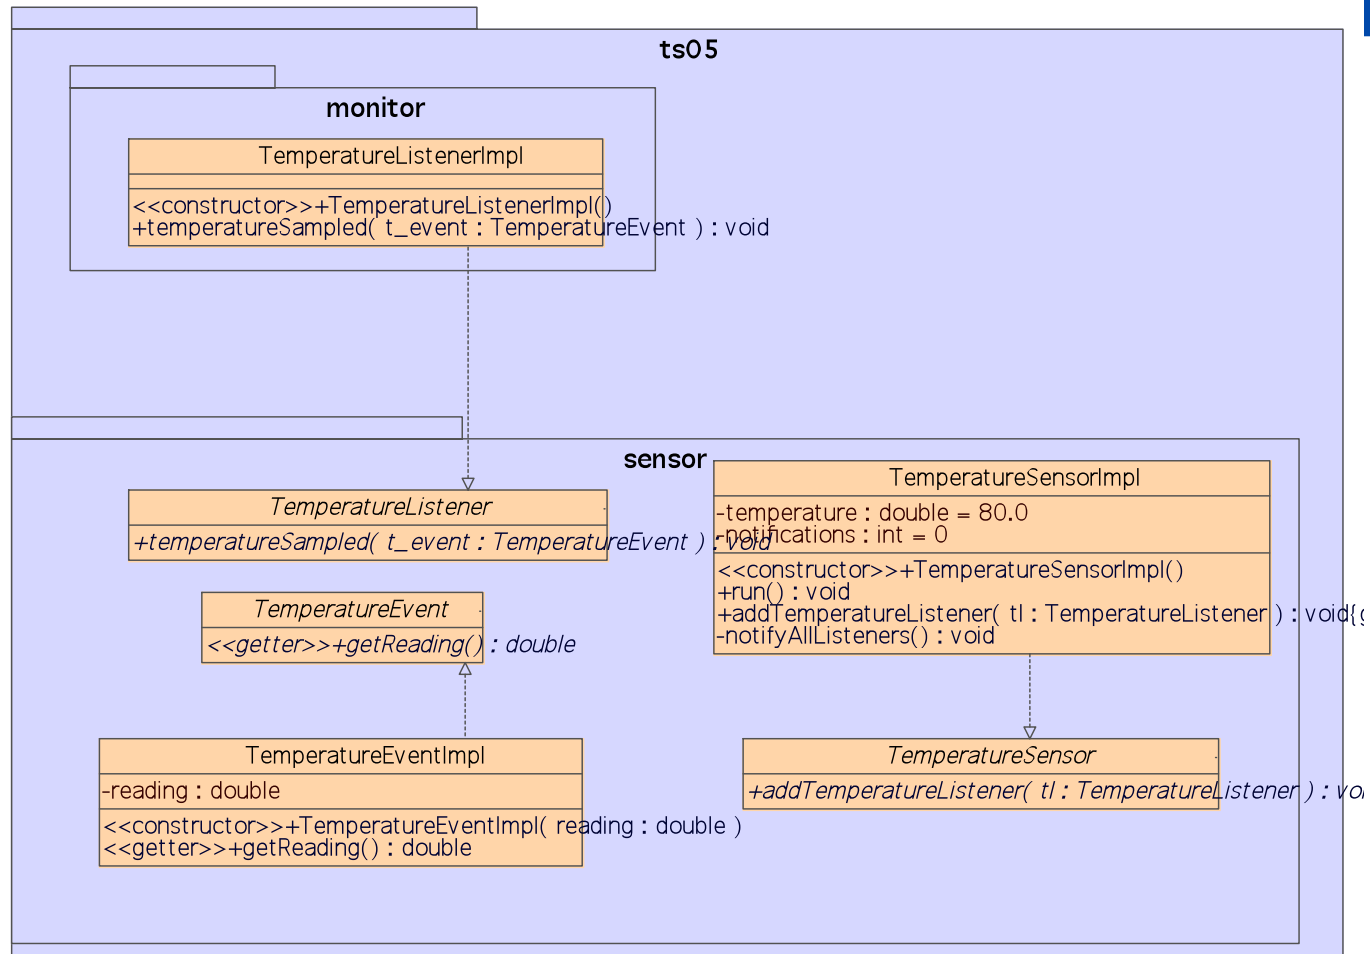 ts05
monitor
TemperatureListenerImpl
<<constructor>>+TemperatureListenerImpl()
+temperatureSampled( t_event : TemperatureEvent ) : void
sensor
TemperatureListener
+temperatureSampled( t_event : TemperatureEvent ) : void
TemperatureEvent
<<getter>>+getReading() : double
TemperatureEventImpl
-reading : double
<<constructor>>+TemperatureEventImpl( reading : double )
<<getter>>+getReading() : double
TemperatureSensorImpl
-temperature : double = 80.0
-notifications : int = 0
<<constructor>>+TemperatureSensorImpl()
+run() : void
+addTemperatureListener( tl : TemperatureListener ) : void{
-notifyAllListeners() : void
TemperatureSensor
+addTemperatureListener( tl : TemperatureListener ) :